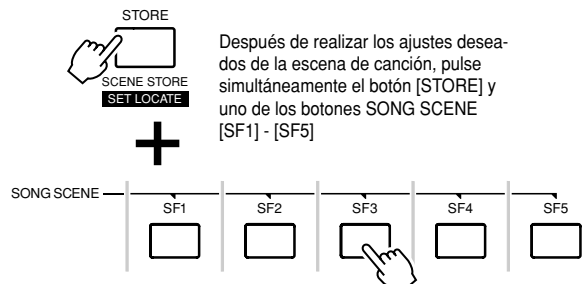 STORE
Después de realizar los ajustes desea-
dos de la escena de canción, pulse
simultáneamente el botón [STORE] y
uno de los botones SONG SCENE
[SF1] - [SF5]
SCENE STORE
SET LOCATE
SONG SCENE
SF1 SF2 SF3 SF4 SF5